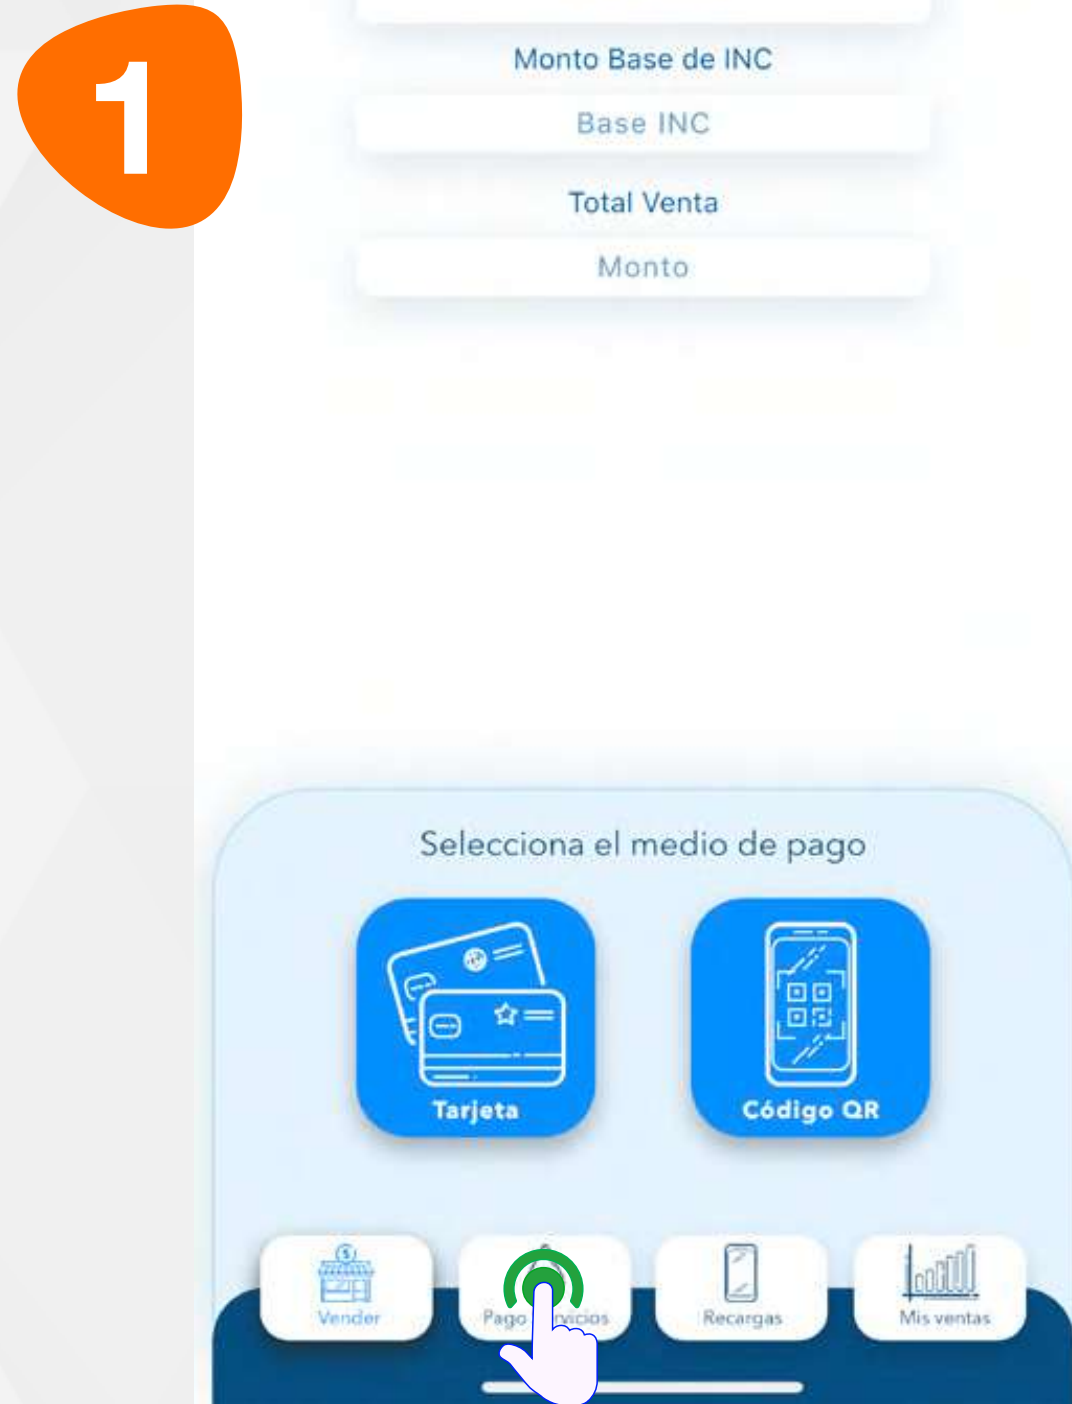 1
Monto Base de INC
Base INC
Total Venta
Monto
Selecciona el medio de pago
Tarjeta
Código QR
Vender
Pago
Recargas
Mis ventas